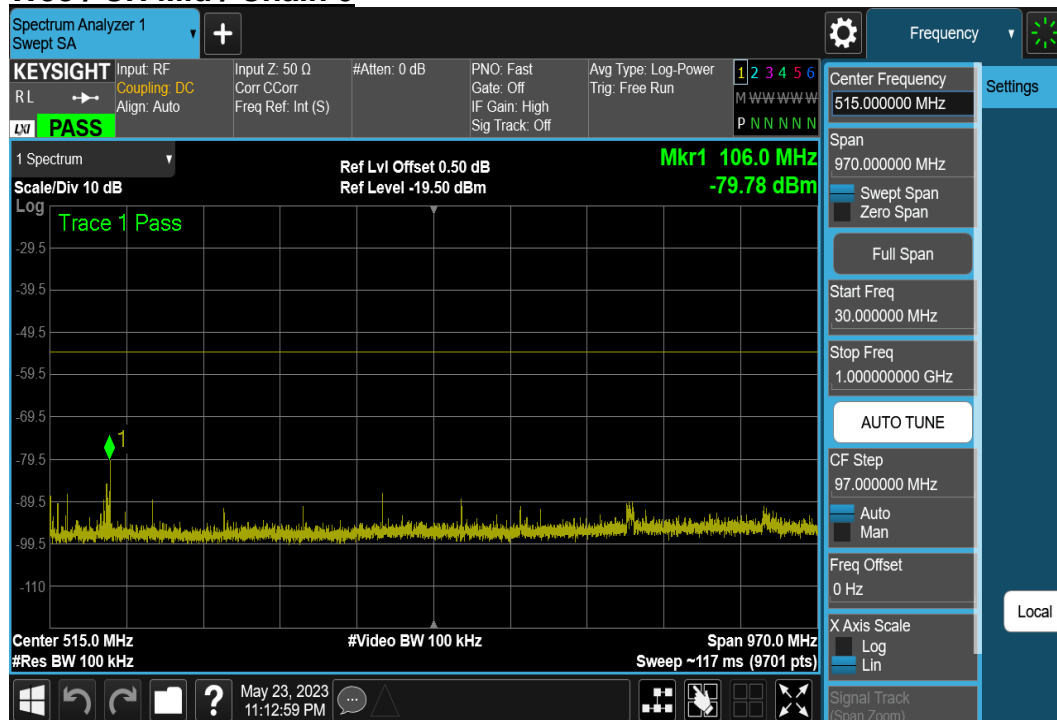 Spectrum Analyzer 1
Swept SA
+
Frequency
KEYSIGHT
R L
LXI PASS
Input: RF
Coupling: DC
Align: Auto
Input Z: 50 Ω
Corr CCorr
Freq Ref: Int (S)
#Atten: 0 dB
PNO: Fast
Gate: Off
IF Gain: High
Sig Track: Off
Avg Type: Log-Power
Trig: Free Run
1 2 3 4 5 6
M W W W W W
P N N N N N
1 Spectrum
Scale/Div 10 dB
Ref Lvl Offset 0.50 dB
Ref Level -19.50 dBm
Mkr1 106.0 MHz
-79.78 dBm
Log
Trace 1 Pass
-29.5
-39.5
-49.5
-59.5
-69.5
1
-79.5
-89.5
-99.5
-110
Center 515.0 MHz
#Res BW 100 kHz
#Video BW 100 kHz
Span 970.0 MHz
Sweep ~117 ms (9701 pts)
?
May 23, 2023
11:12:59 PM
Center Frequency
515.000000 MHz
Span
970.000000 MHz
Swept Span
Zero Span
Full Span
Start Freq
30.000000 MHz
Stop Freq
1.000000000 GHz
AUTO TUNE
CF Step
97.000000 MHz
Auto
Man
Freq Offset
0 Hz
X Axis Scale
Log
Lin
Signal Track
(Span Zoom)
Settings
Local